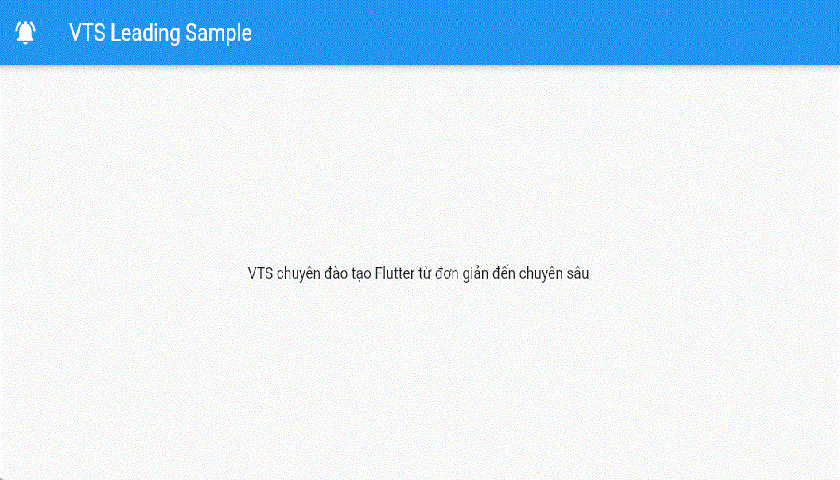 VTS Leading Sample
VTS chuyên đào tạo Flutter từ đơn giản đến chuyên sâu